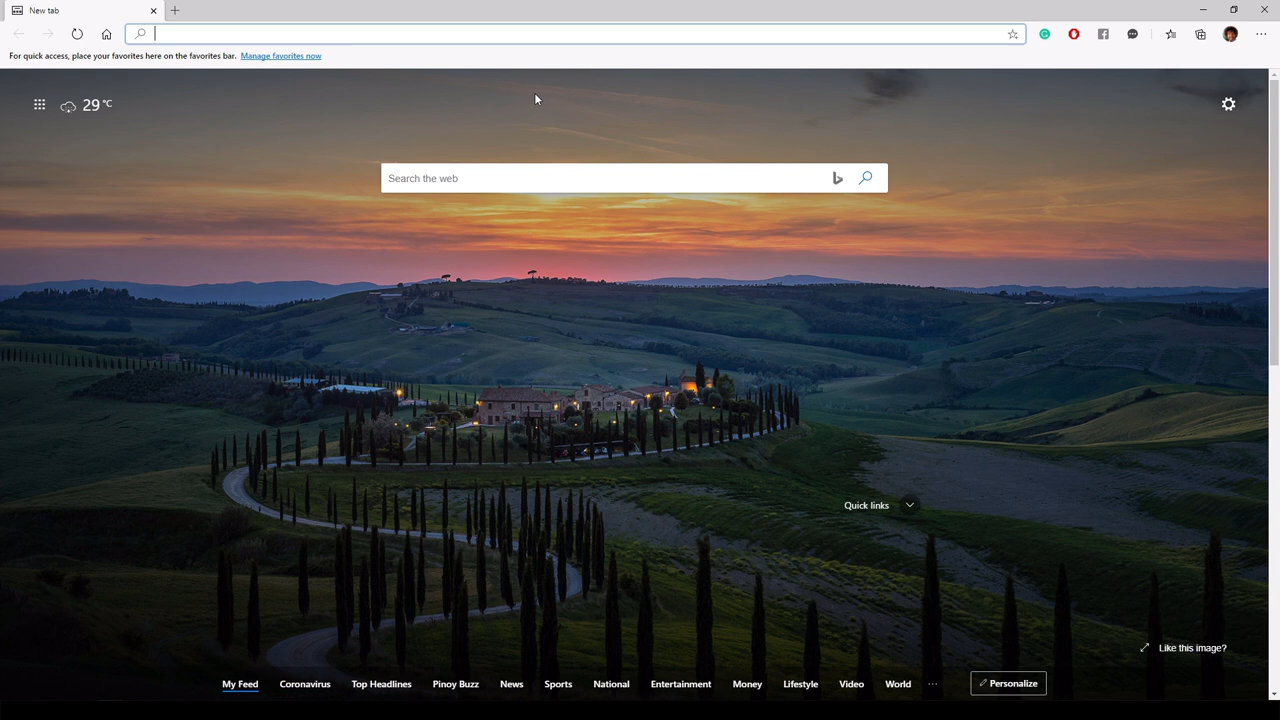 New tab
For quick access, place your favorites here on the favorites bar. Manage favorites now
29 °C
Search the web
Quick links
Like this image?
My Feed Coronavirus Top Headlines Pinoy Buzz News Sports National Entertainment Money Lifestyle Video World ... Personalize